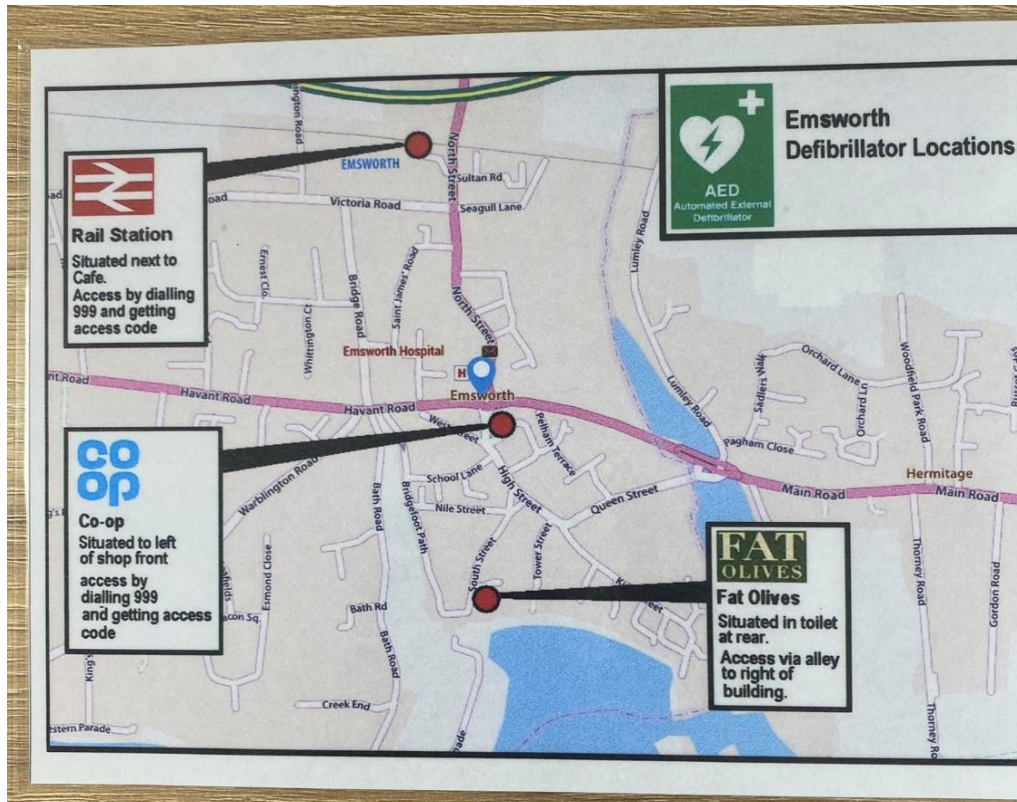 Emsworth
Defibrillator Locations
AED
Automated External
Defibrillator
Rail Station
Situated next to
Cafe.
Access by dialling
999 and getting
access code
CO
OP
Co-op
Situated to left
of shop front
access by
dialling 999
and getting access
code
FAT
OLIVES
Fat Olives
Situated in toilet
at rear.
Access via alley
to right of
building.
EMSWORTH
North Street
Sultan Rd
Victoria Road
Seagull Lane
Lumley Road
Ernest Clo
Bridge Road
Saint James' Road
Whittington Ct
North Street
Emsworth Hospital
H
Emsworth
Havant Road
Havant Road
West Street
Pelham Terrace
Lumley Road
Sadlers Walk
Orchard Lane
Orchard Ln
Woodfield Park Road
Hermitage
Main Road
Main Road
School Lane
High Street
Nile Street
Queen Street
Warblington Road
Bath Road
Bridgefoot Path
South Street
Tower Street
Esmond Close
Bath Rd
Bath Road
Creek End
Thorney Road
Gordon Road